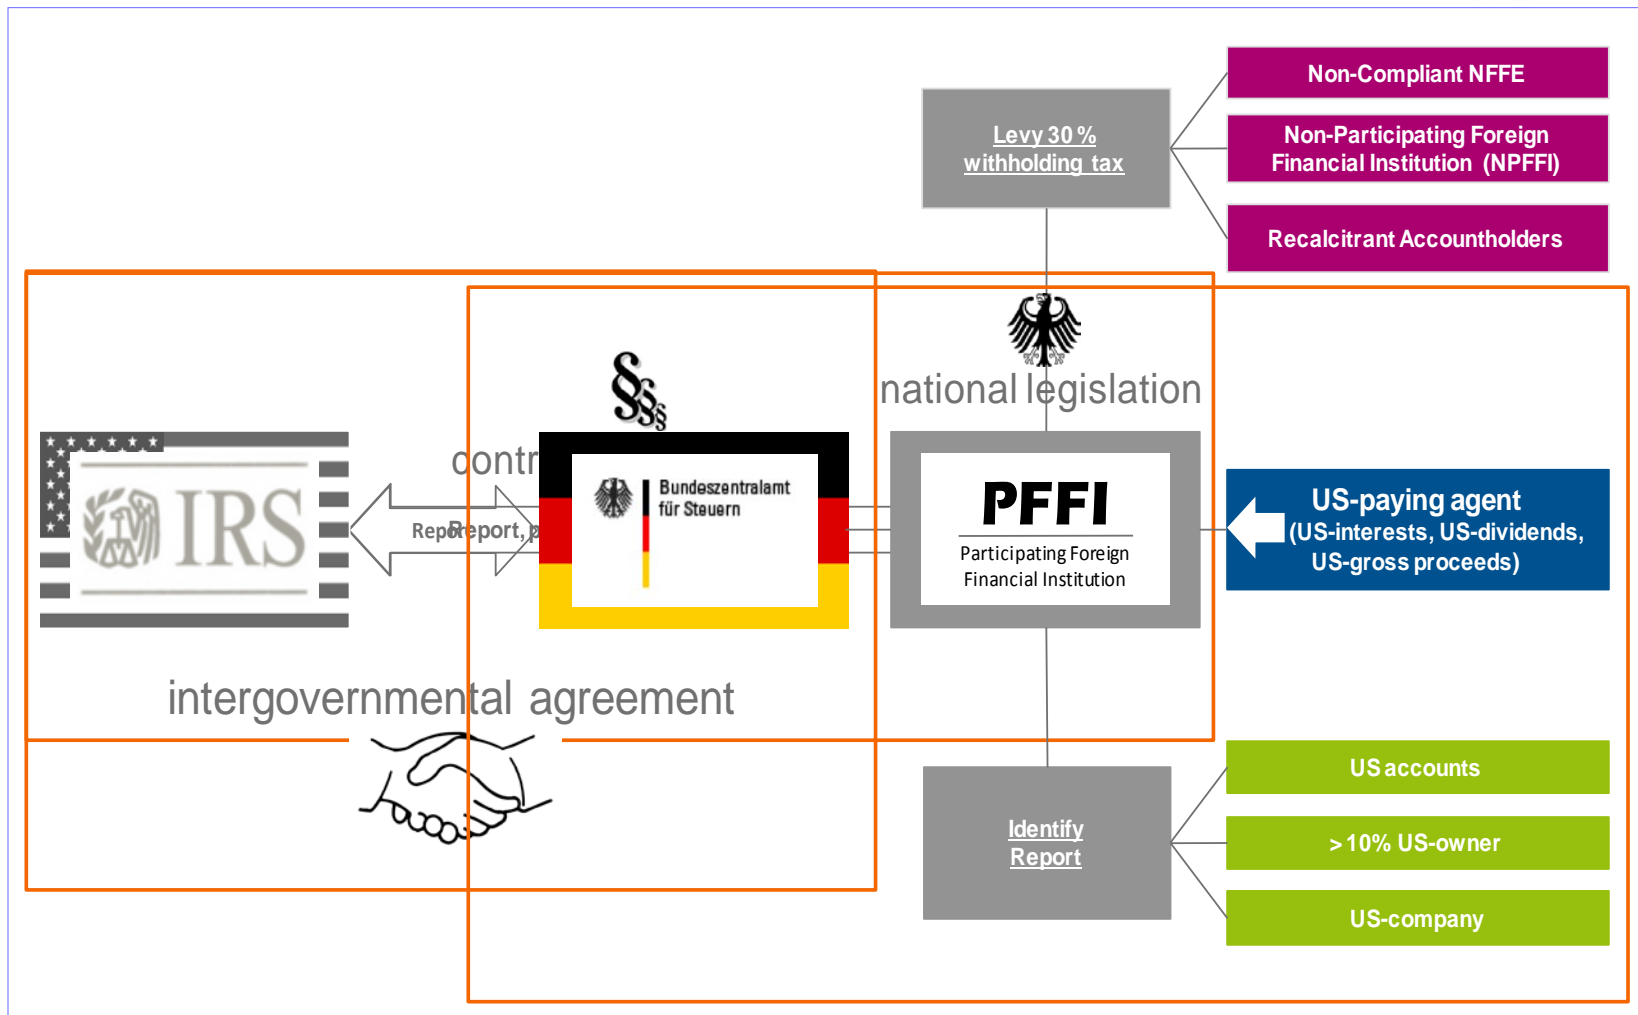 Non-Compliant NFFE
Levy 30 %
withholding tax
Non-Participating Foreign
Financial Institution (NPFFI)
Recalcitrant Accountholders
§§§§
national legislation
IRS
Report, p
Bundeszentralamt
für Steuern
PFFI
Participating Foreign
Financial Institution
US-paying agent
(US-interests, US-dividends,
US-gross proceeds)
intergovernmental agreement
Identify
Report
US accounts
> 10% US-owner
US-company